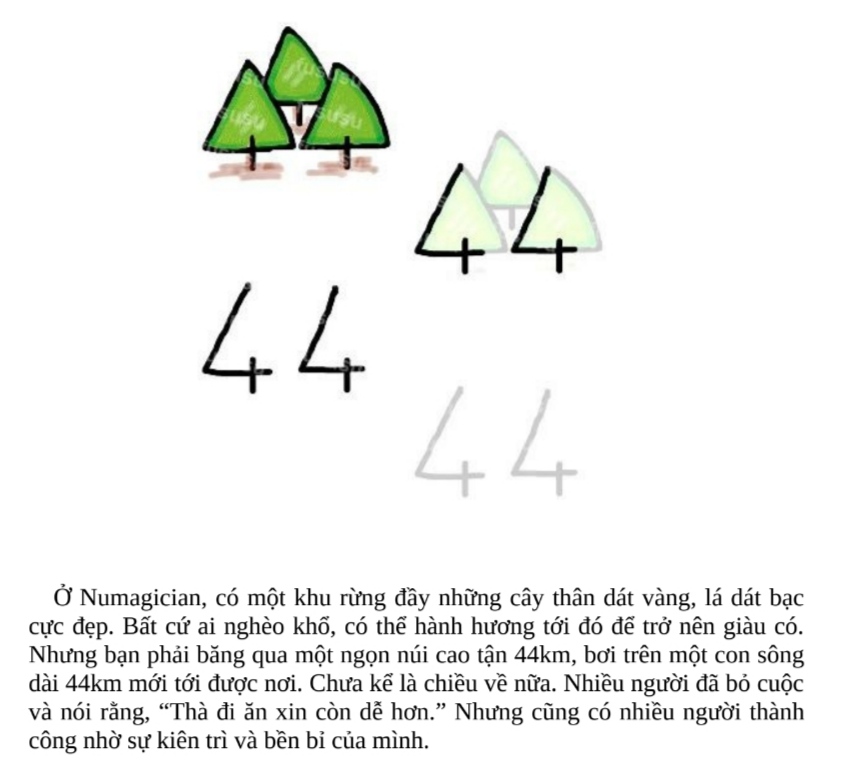 44
44
44
44
Ở Numagician, có một khu rừng đầy những cây thân dát vàng, lá dát bạc
cực đẹp. Bất cứ ai nghèo khổ, có thể hành hương tới đó để trở nên giàu có.
Nhưng bạn phải băng qua một ngọn núi cao tận 44km, bơi trên một con sông
dài 44km mới tới được nơi. Chưa kể là chiều về nữa. Nhiều người đã bỏ cuộc
và nói rằng, “Thà đi ăn xin còn dễ hơn.” Nhưng cũng có nhiều người thành
công nhờ sự kiên trì và bền bỉ của mình.